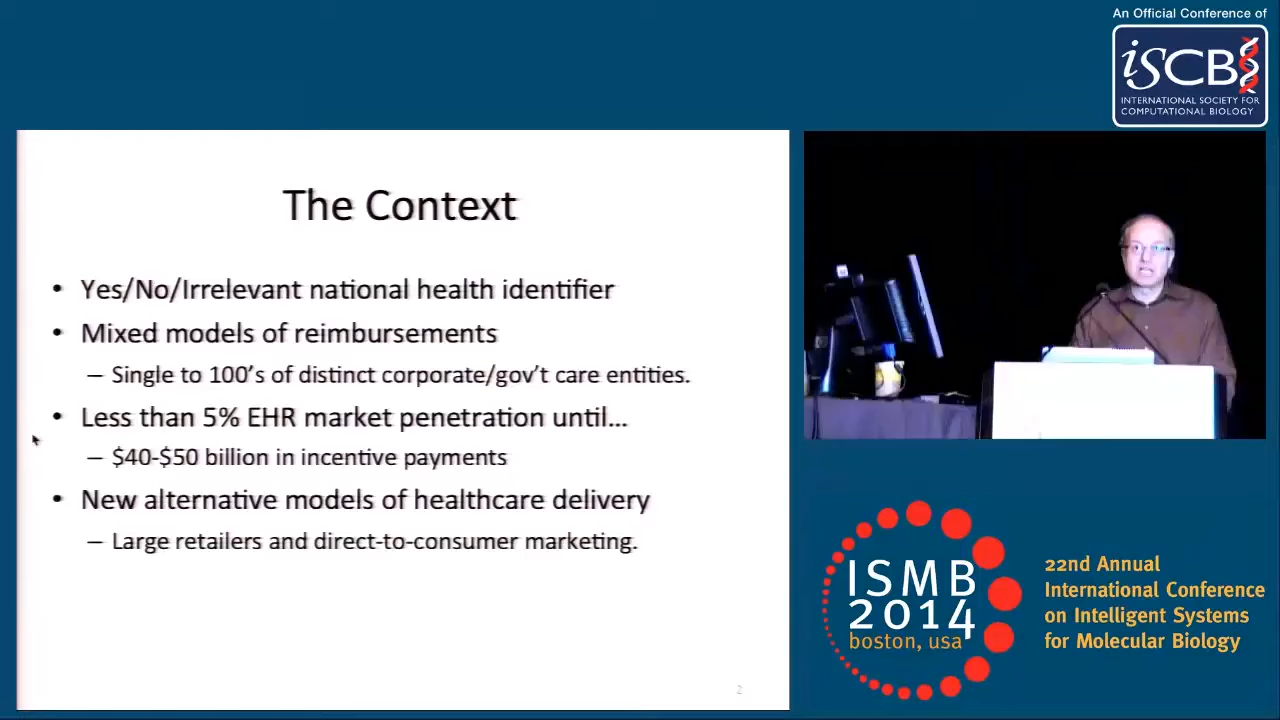 An Official Conference of
iSCB
INTERNATIONAL SOCIETY FOR
COMPUTATIONAL BIOLOGY
The Context
• Yes/No/Irrelevant national health identifier
• Mixed models of reimbursements
– Single to 100's of distinct corporate/gov't care entities.
• Less than 5% EHR market penetration until...
– $40-$50 billion in incentive payments
• New alternative models of healthcare delivery
– Large retailers and direct-to-consumer marketing.
2
ISMB
2014
boston, usa
22nd Annual
International Conference
on Intelligent Systems
for Molecular Biology